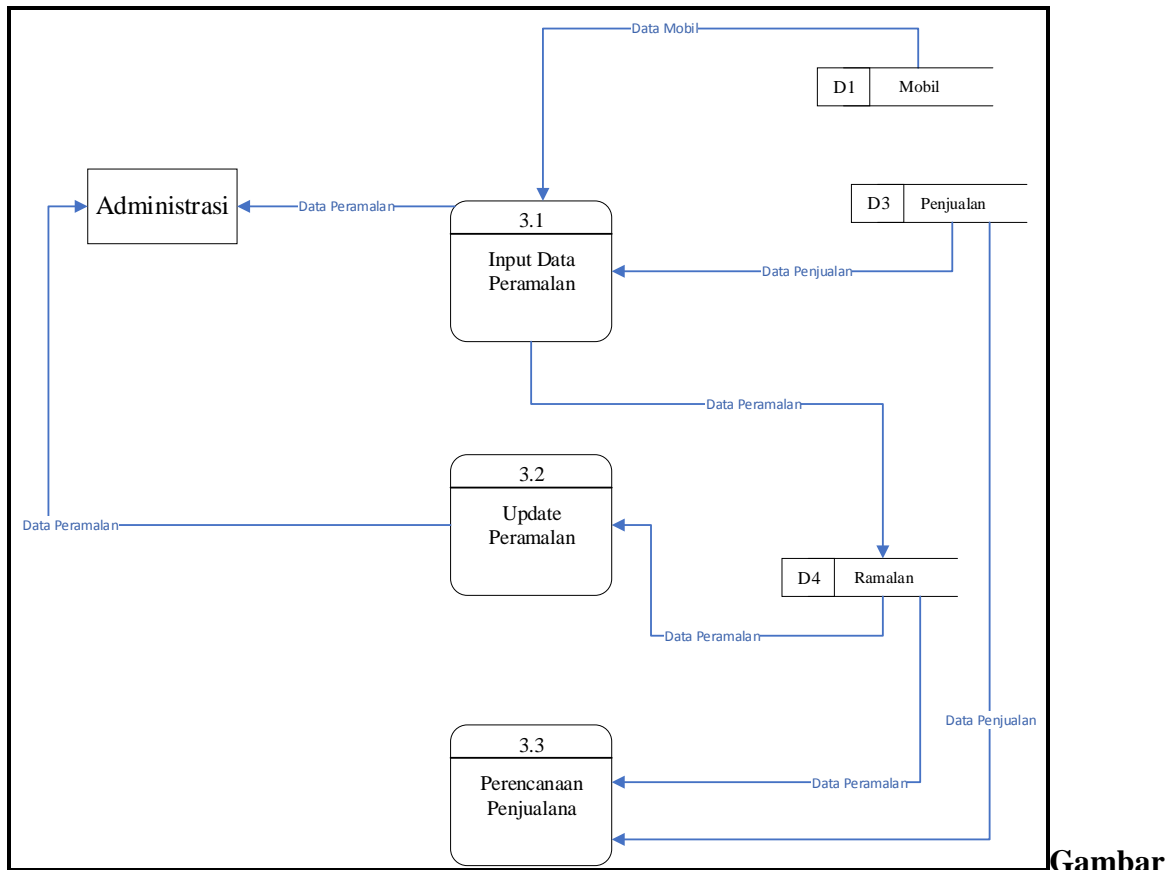 Data Mobil
D1 Mobil
Administrasi
Data Peramalan
3.1
Input Data
Peramalan
D3 Penjualan
Data Penjualan
Data Peramalan
3.2
Update
Peramalan
Data Peramalan
D4 Ramalan
Data Peramalan
Data Penjualan
3.3
Perencanaan
Penjualana
Data Peramalan
Gambar